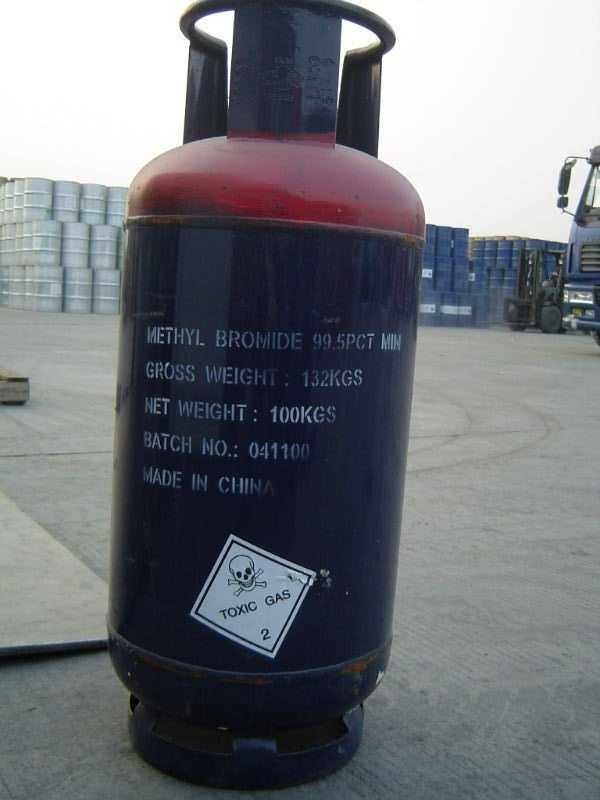 METHYL BROMIDE 99.5PCT MIN
GROSS WEIGHT : 132KGS
NET WEIGHT : 100KGS
BATCH NO.: 041100
MADE IN CHINA
TOXIC GAS
2